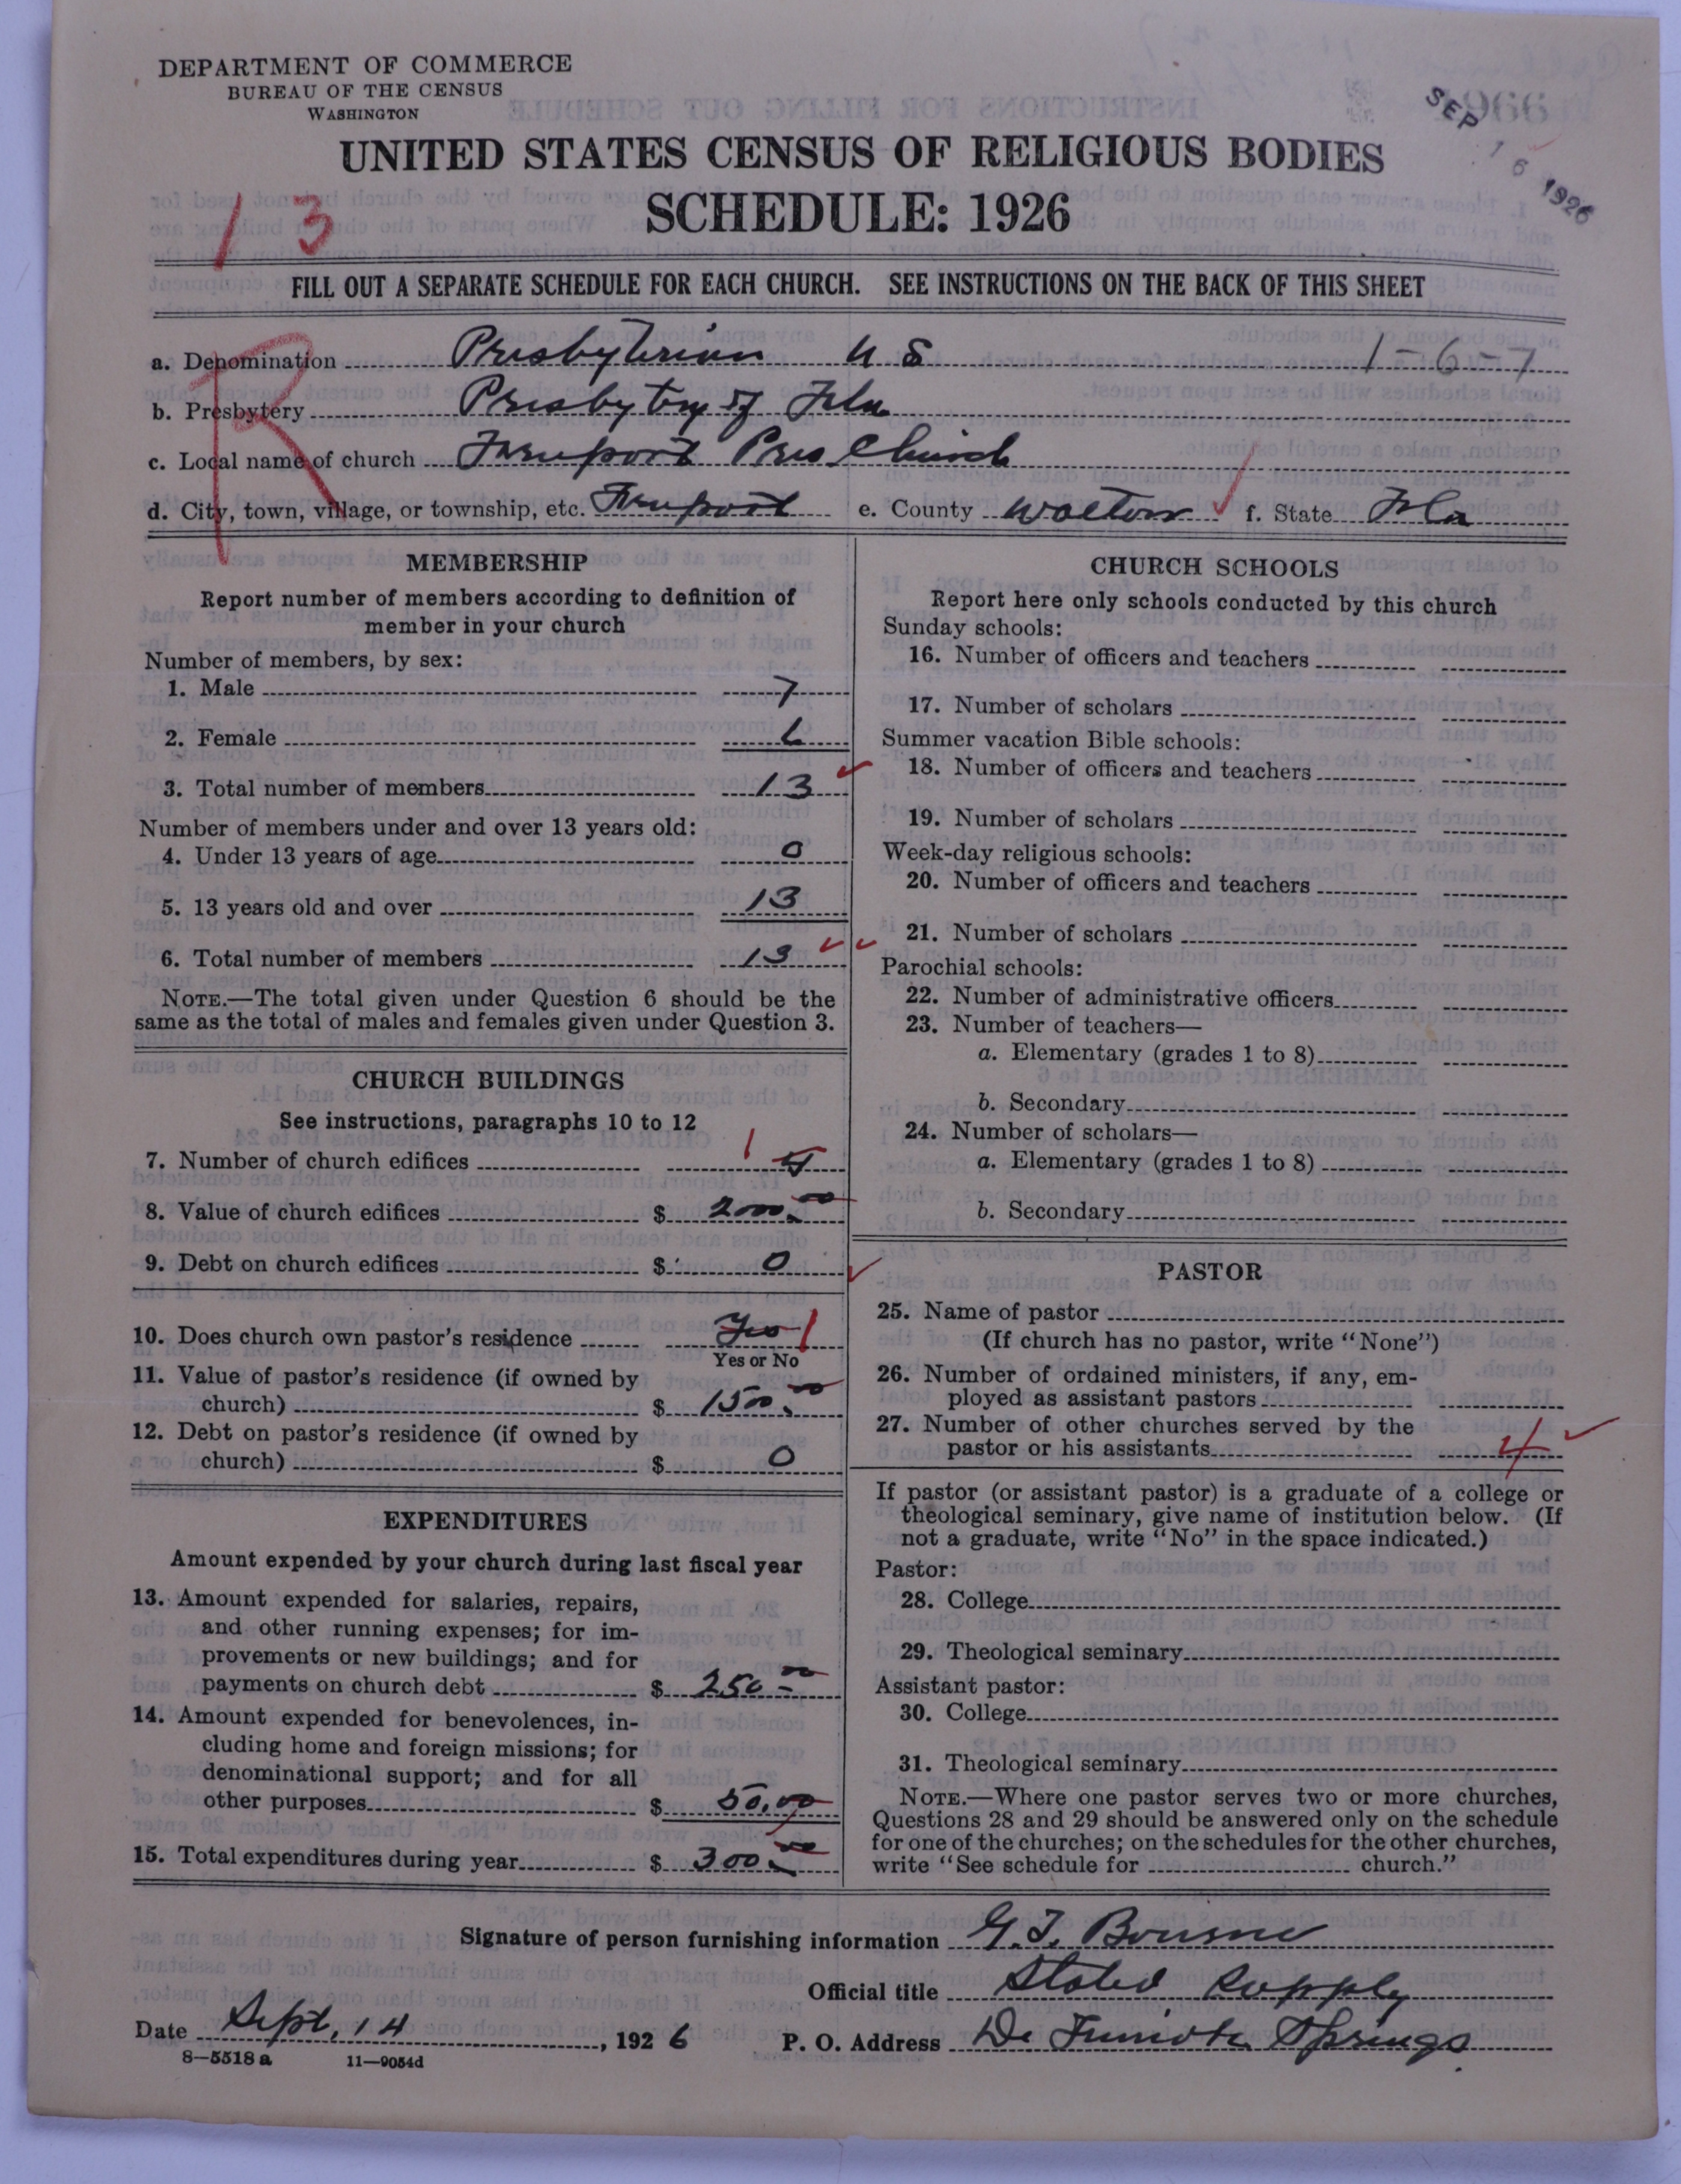 DEPARTMENT OF COMMERCE
BUREAU OF THE CENSUS
WASHINGTON
SEP 16 1926
UNITED STATES CENSUS OF RELIGIOUS BODIES
SCHEDULE: 1926
13
FILL OUT A SEPARATE SCHEDULE FOR EACH CHURCH. SEE INSTRUCTIONS ON THE BACK OF THIS SHEET
R
a. Denomination Presbyterian U S 1-6-7
b. Presbytery Presbytery of Fla
c. Local name of church Freeport Pres Church
d. City, town, village, or township, etc. Freeport e. County Walton f. State Fla
MEMBERSHIP
Report number of members according to definition of
member in your church
Number of members, by sex:
1. Male 7
2. Female 6
3. Total number of members 13
Number of members under and over 13 years old:
4. Under 13 years of age 0
5. 13 years old and over 13
6. Total number of members 13
NOTE.—The total given under Question 6 should be the
same as the total of males and females given under Question 3.
CHURCH BUILDINGS
See instructions, paragraphs 10 to 12
7. Number of church edifices 1
8. Value of church edifices $ 2000.00
9. Debt on church edifices $ 0
10. Does church own pastor's residence Yes 1
Yes or No
11. Value of pastor's residence (if owned by
church) $ 1500.00
12. Debt on pastor's residence (if owned by
church) $ 0
EXPENDITURES
Amount expended by your church during last fiscal year
13. Amount expended for salaries, repairs,
and other running expenses; for im-
provements or new buildings; and for
payments on church debt $ 250.00
14. Amount expended for benevolences, in-
cluding home and foreign missions; for
denominational support; and for all
other purposes $ 50.00
15. Total expenditures during year $ 300.00
CHURCH SCHOOLS
Report here only schools conducted by this church
Sunday schools:
16. Number of officers and teachers
17. Number of scholars
Summer vacation Bible schools:
18. Number of officers and teachers
19. Number of scholars
Week-day religious schools:
20. Number of officers and teachers
21. Number of scholars
Parochial schools:
22. Number of administrative officers
23. Number of teachers—
a. Elementary (grades 1 to 8)
b. Secondary
24. Number of scholars—
a. Elementary (grades 1 to 8)
b. Secondary
PASTOR
25. Name of pastor
(If church has no pastor, write "None")
26. Number of ordained ministers, if any, em-
ployed as assistant pastors
27. Number of other churches served by the
pastor or his assistants 4
If pastor (or assistant pastor) is a graduate of a college or
theological seminary, give name of institution below. (If
not a graduate, write "No" in the space indicated.)
Pastor:
28. College
29. Theological seminary
Assistant pastor:
30. College
31. Theological seminary
NOTE.—Where one pastor serves two or more churches,
Questions 28 and 29 should be answered only on the schedule
for one of the churches; on the schedules for the other churches,
write "See schedule for church."
Signature of person furnishing information G. T. Bourne
Official title Stated Supply
Date Sept. 14, 1926 P. O. Address De Funiak Springs
8—5518 a 11—9054d